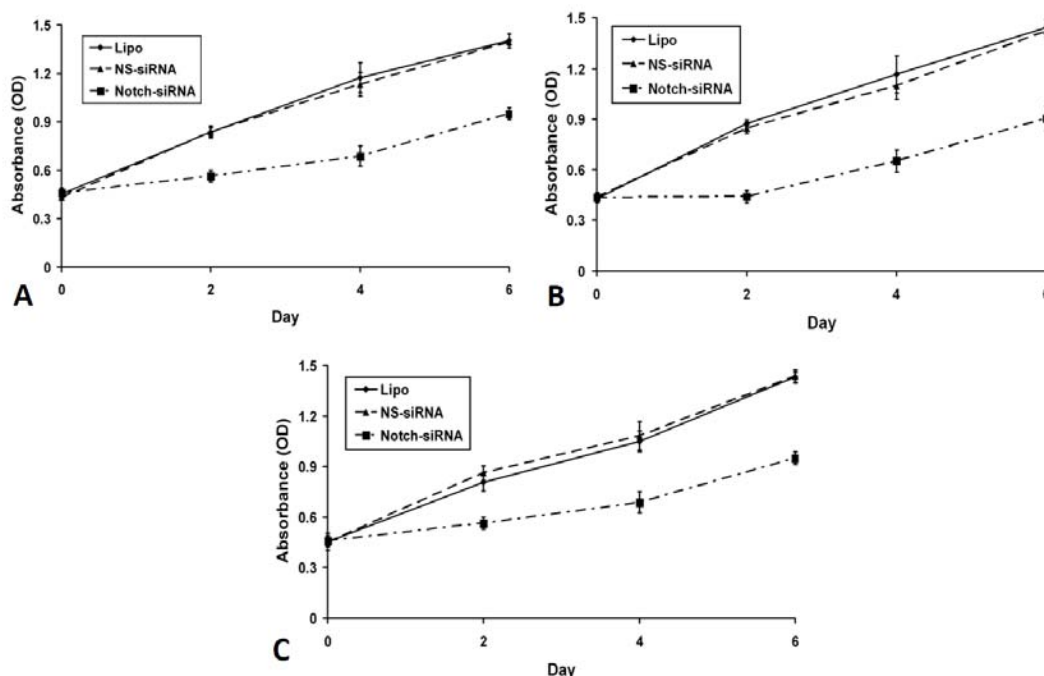 1.5
1.2
0.9
0.6
0.3
0
Absorbance (OD)
Lipo
NS-siRNA
Notch-siRNA
0
2
4
6
Day
A
1.5
1.2
0.9
0.6
0.3
0
Absorbance (OD)
Lipo
NS-siRNA
Notch-siRNA
0
2
4
6
Day
B
1.5
1.2
0.9
0.6
0.3
0
Absorbance (OD)
Lipo
NS-siRNA
Notch-siRNA
0
2
4
6
Day
C